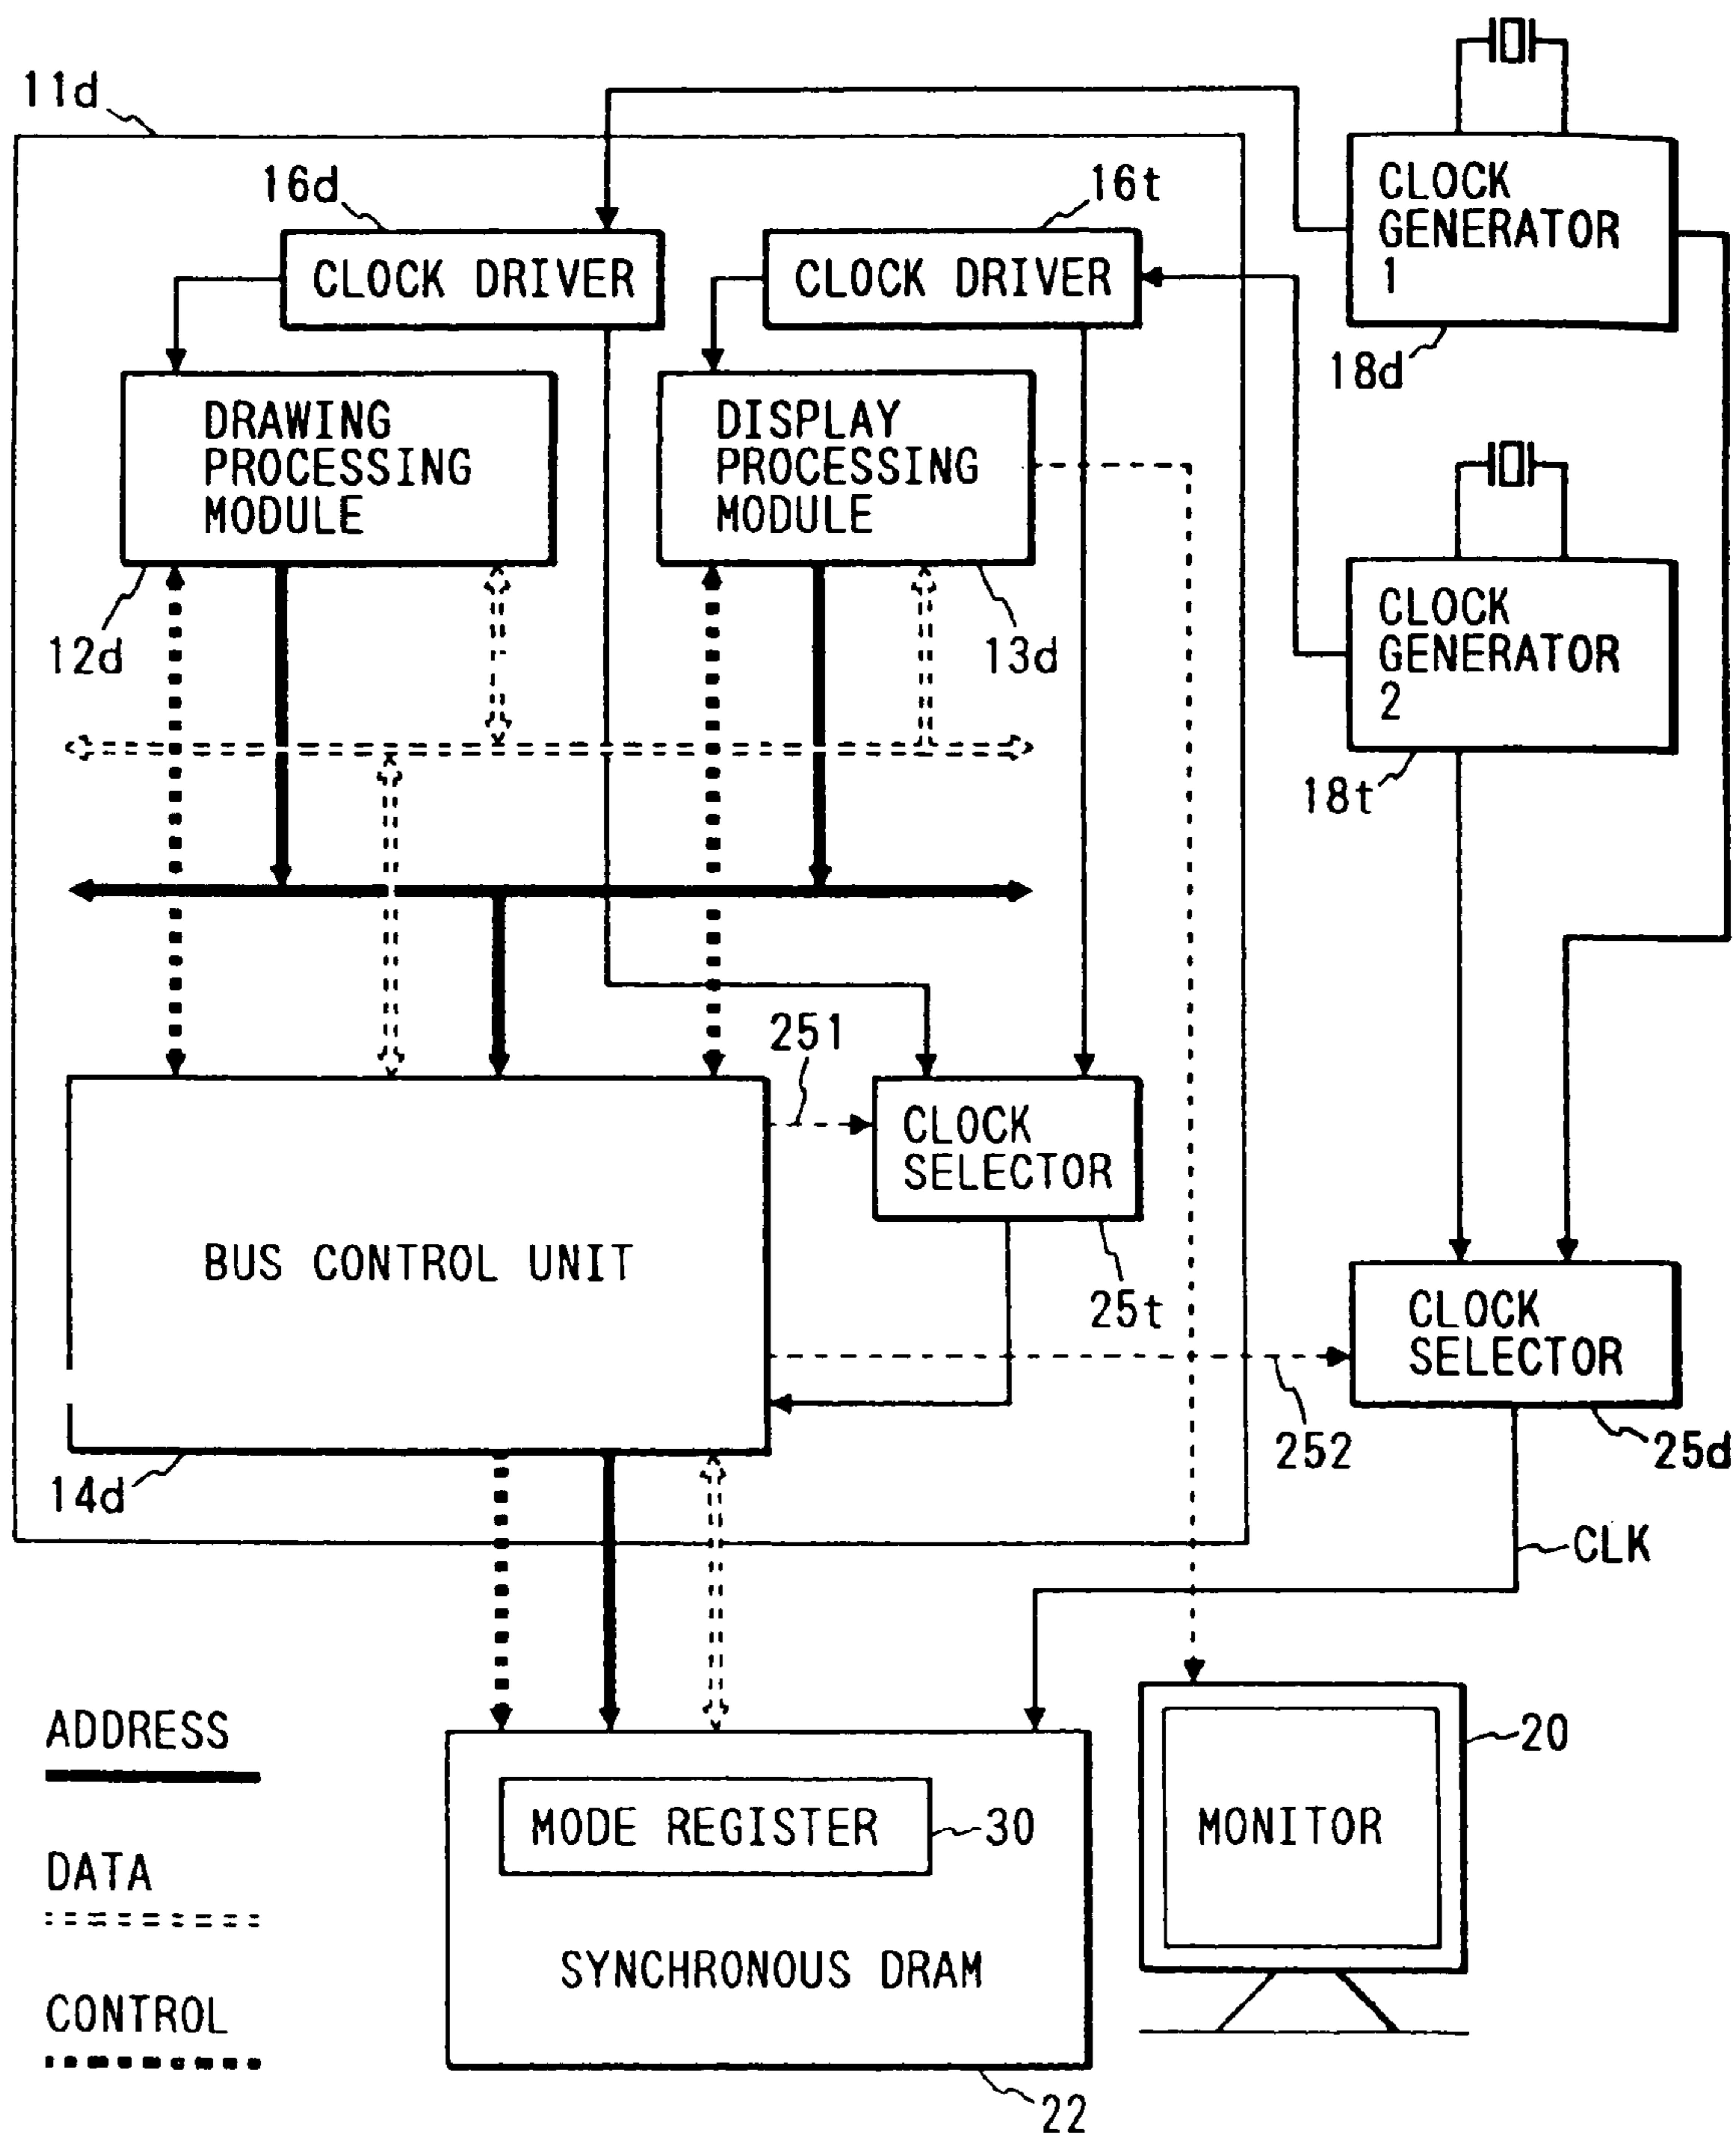 11d
16d
16t
CLOCK DRIVER
CLOCK DRIVER
CLOCK
GENERATOR
1
18d
DRAWING
PROCESSING
MODULE
DISPLAY
PROCESSING
MODULE
12d
13d
CLOCK
GENERATOR
2
18t
251
CLOCK
SELECTOR
25t
BUS CONTROL UNIT
14d
CLOCK
SELECTOR
252
25d
CLK
ADDRESS
DATA
CONTROL
MODE REGISTER
30
SYNCHRONOUS DRAM
22
MONITOR
20